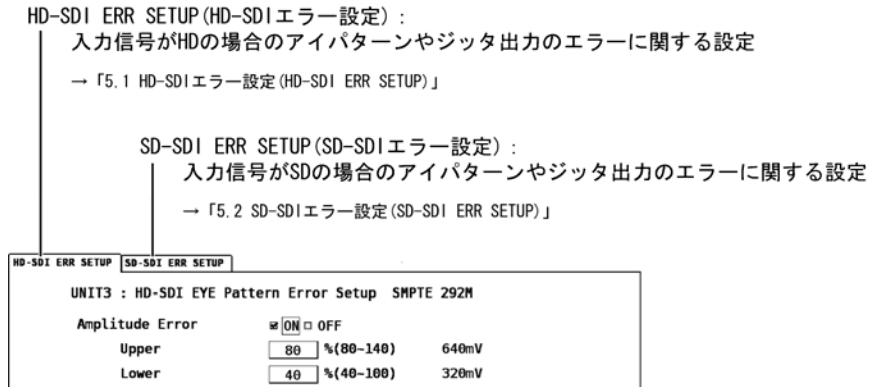 HD-SDI ERR SETUP(HD-SDIエラー設定):
入力信号がHDの場合のアイパターンやジッタ出力のエラーに関する設定
→「5.1 HD-SDIエラー設定(HD-SDI ERR SETUP)」
SD-SDI ERR SETUP(SD-SDIエラー設定):
入力信号がSDの場合のアイパターンやジッタ出力のエラーに関する設定
→「5.2 SD-SDIエラー設定(SD-SDI ERR SETUP)」
HD-SDI ERR SETUP SD-SDI ERR SETUP
UNIT3 : HD-SDI EYE Pattern Error Setup SMPTE 292M
Amplitude Error ☑ ON □ OFF
Upper 80 %(80~140) 640mV
Lower 40 %(40~100) 320mV